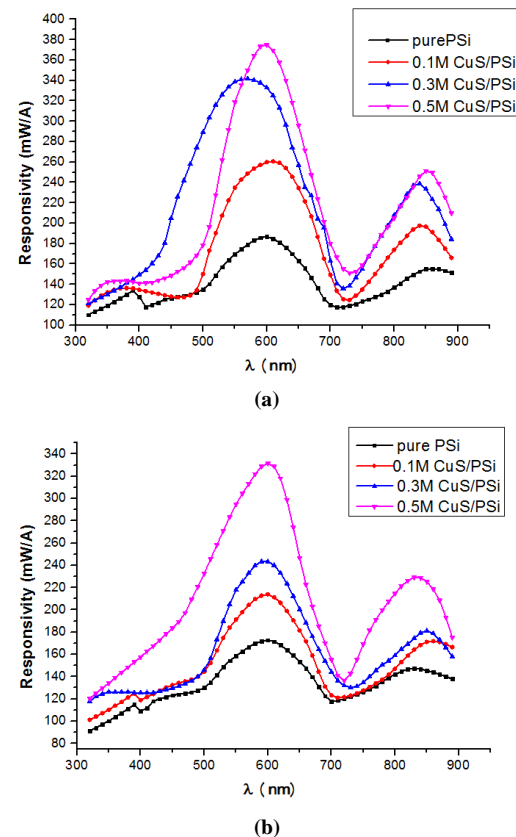 400
380
360
340
320
300
280
260
240
220
200
180
160
140
120
100
Responsivity (mW/A)
purePSi
0.1M CuS/PSi
0.3M CuS/PSi
0.5M CuS/PSi
300 400 500 600 700 800 900
λ ( nm)
(a)
340
320
300
280
260
240
220
200
180
160
140
120
100
80
Responsivity (mW/A)
pure PSi
0.1M CuS/PSi
0.3M CuS/PSi
0.5M CuS/PSi
300 400 500 600 700 800 900
λ ( nm)
(b)